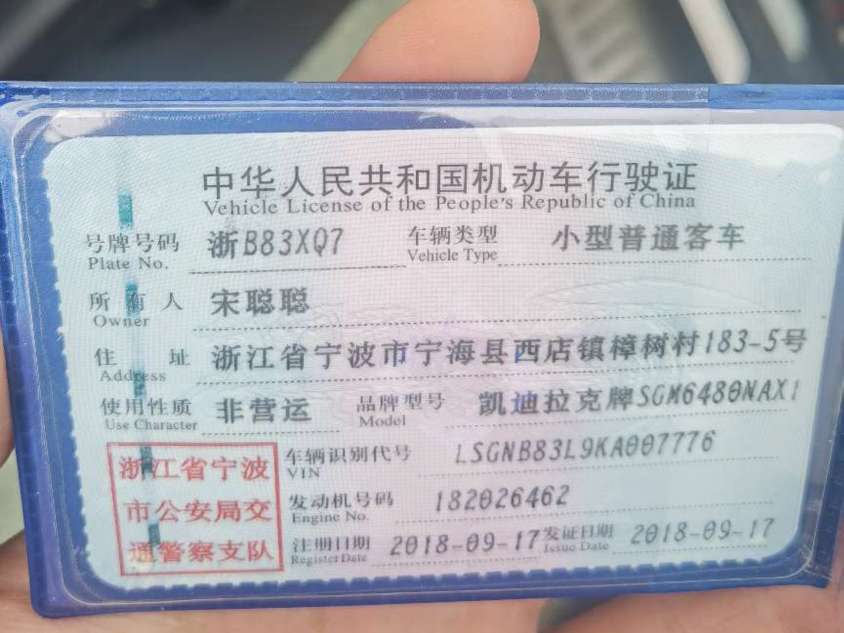 中华人民共和国机动车行驶证
Vehicle License of the People's Republic of China
号牌号码 浙B83XQ7 车辆类型 小型普通客车
Plate No. Vehicle Type
所有人 宋聪聪
Owner
住址 浙江省宁波市宁海县西店镇樟树村183-5号
Address
使用性质 非营运 品牌型号 凯迪拉克牌SGM6480NAX1
Use Character Model
浙江省宁波 车辆识别代号 LSGNB83L9KA007776
VIN
市公安局交 发动机号码 182026462
Engine No.
通警察支队 注册日期 2018-09-17 发证日期 2018-09-17
Register Date Issue Date